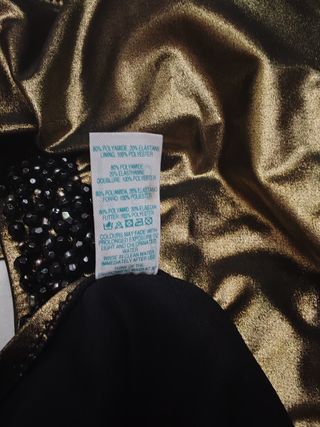 80% POLYAMIDE, 20% ELASTANE
LINING, 100% POLYESTER
80% POLYAMIDE
20% ELASTHANNE
DOUBLURE, 100% POLYESTER
80% POLIAMIDA, 20% ELASTANO
FORRO, 100% POLIESTER
80% POLYAMID, 20% ELASTAN
FUTTER, 100% POLYESTER
COLOURS MAY FADE WITH
PROLONGED EXPOSURE TO
LIGHT AND CHLORINATED
WATER
RINSE IN CLEAN WATER
IMMEDIATELY AFTER USE